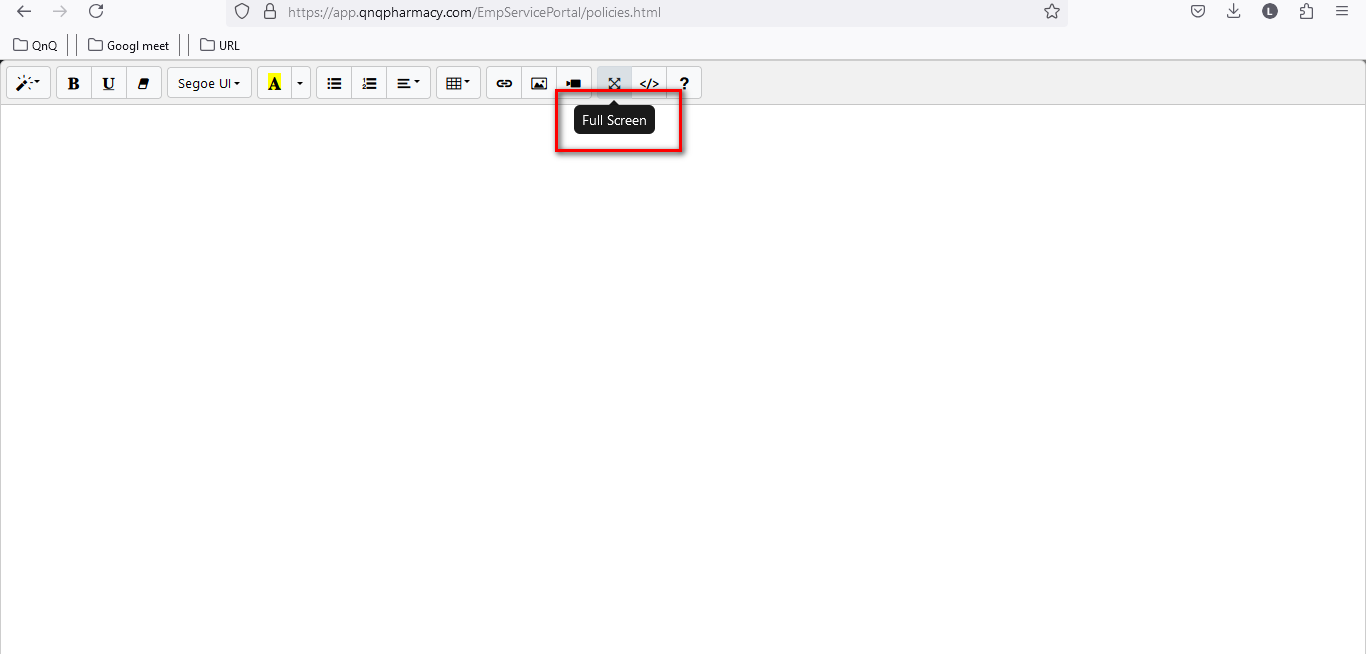 https://app.qnqpharmacy.com/EmpServicePortal/policies.html
L
QnQ
Googl meet
URL
B U Segoe UI A </> ?
Full Screen